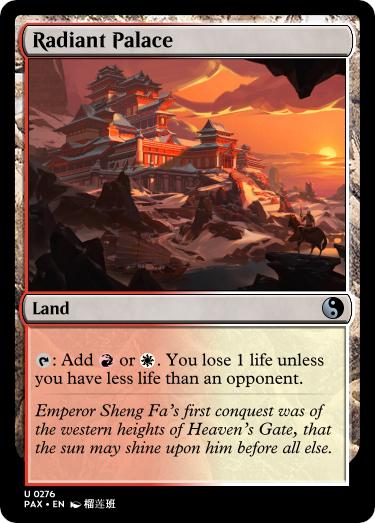 Radiant Palace
Land
: Add or . You lose 1 life unless
you have less life than an opponent.
Emperor Sheng Fa's first conquest was of
the western heights of Heaven's Gate, that
the sun may shine upon him before all else.
U 0276
PAX • EN 榴莲班